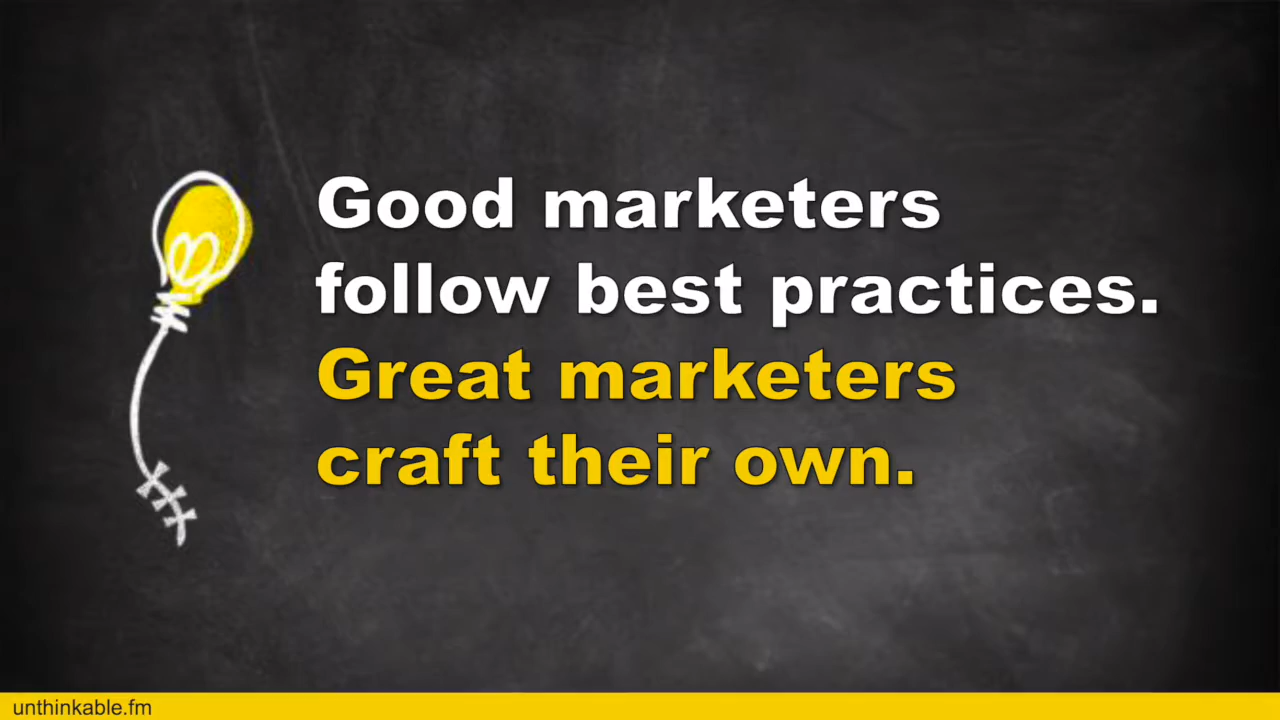 Good marketers
follow best practices.
Great marketers
craft their own.
unthinkable.fm